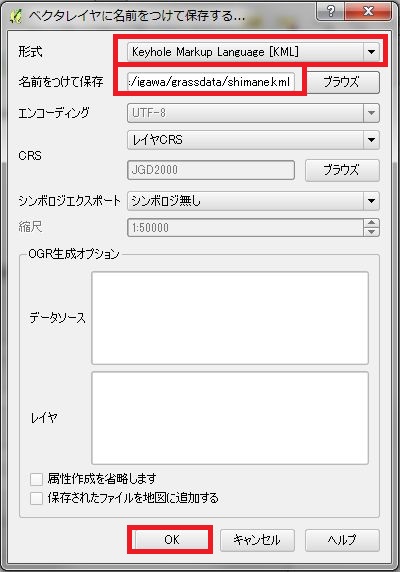 ベクタレイヤに名前をつけて保存する...
形式 Keyhole Markup Language [KML]
名前をつけて保存 :/igawa/grassdata/shimane.kml ブラウズ
エンコーディング UTF-8
レイヤCRS
CRS
JGD2000 ブラウズ
シンボロジエクスポート シンボロジ無し
縮尺 1:50000
OGR生成オプション
データソース
レイヤ
属性作成を省略します
保存されたファイルを地図に追加する
OK キャンセル ヘルプ